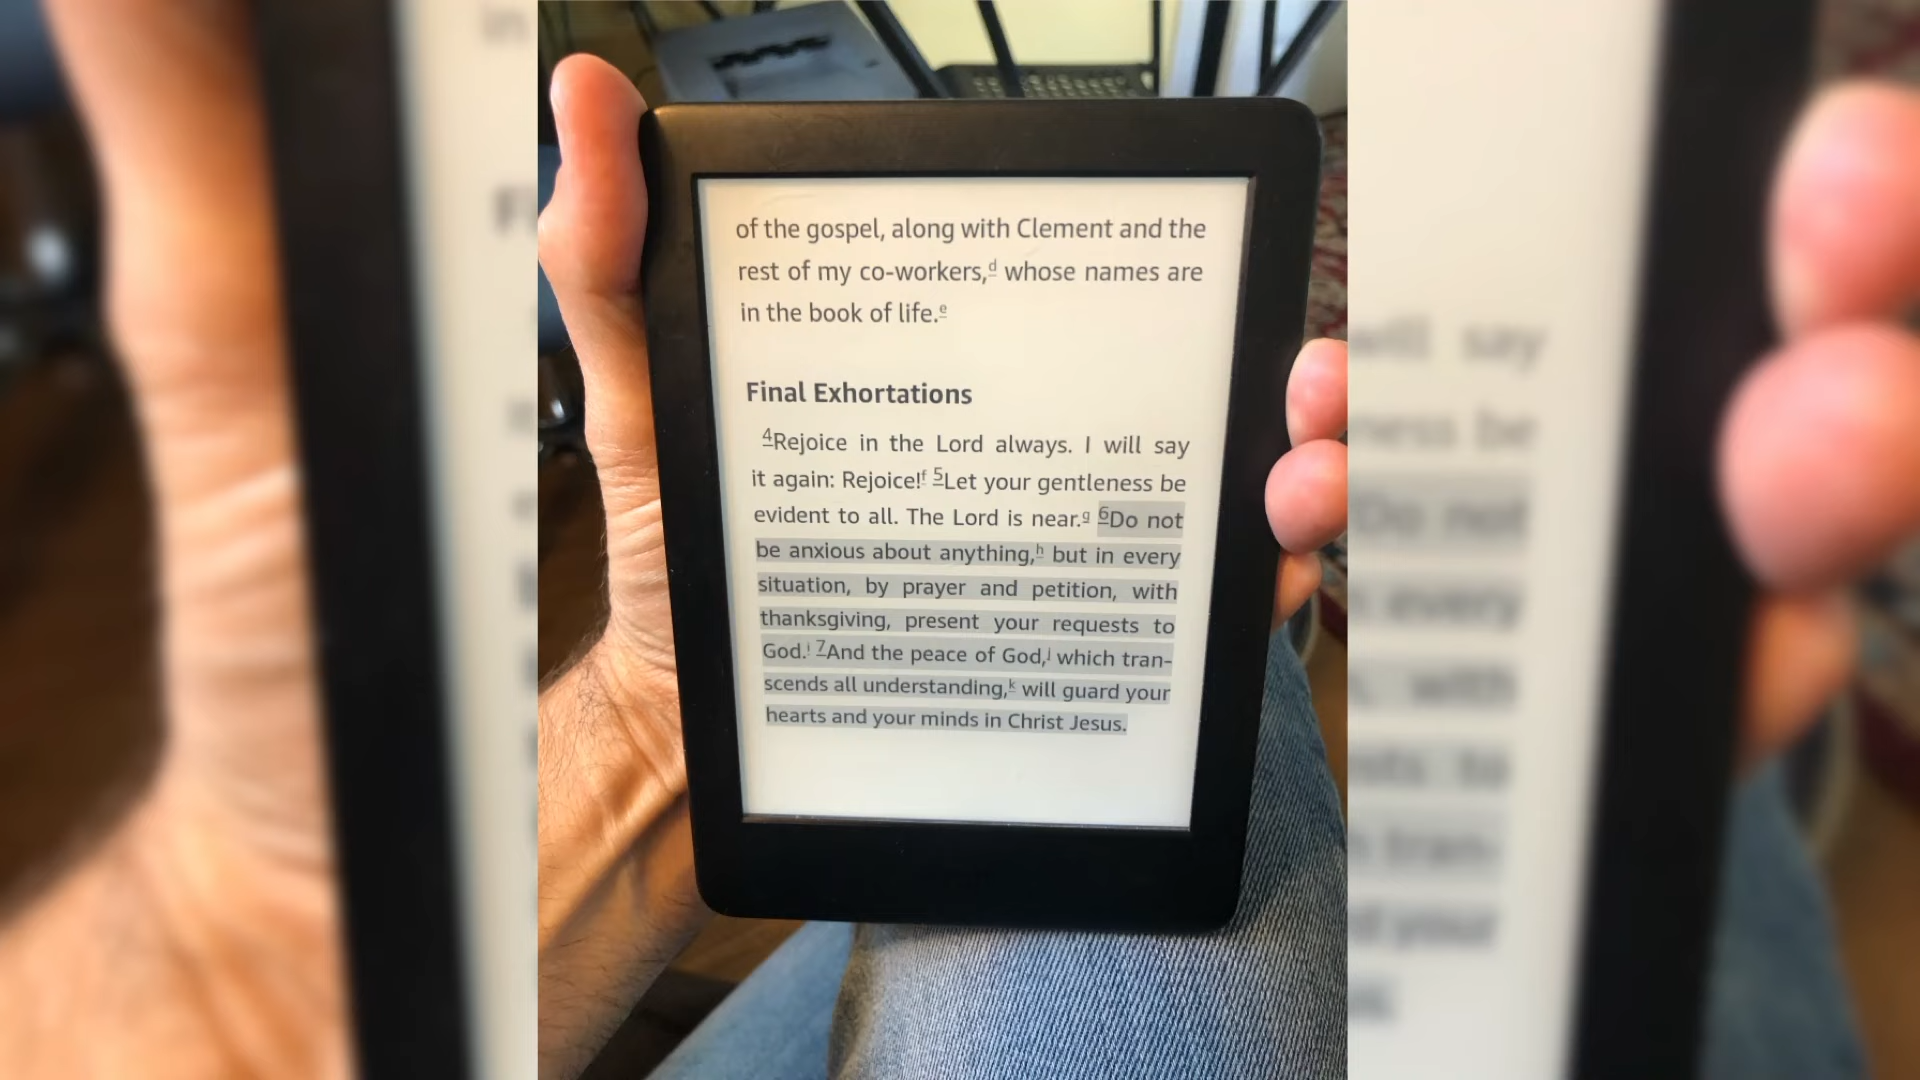 of the gospel, along with Clement and the
rest of my co-workers,ᵈ whose names are
in the book of life.ᵉ
Final Exhortations
⁴Rejoice in the Lord always. I will say
it again: Rejoice!ᶠ ⁵Let your gentleness be
evident to all. The Lord is near.ᵍ ⁶Do not
be anxious about anything,ʰ but in every
situation, by prayer and petition, with
thanksgiving, present your requests to
God.ⁱ ⁷And the peace of God,ʲ which tran-
scends all understanding,ᵏ will guard your
hearts and your minds in Christ Jesus.